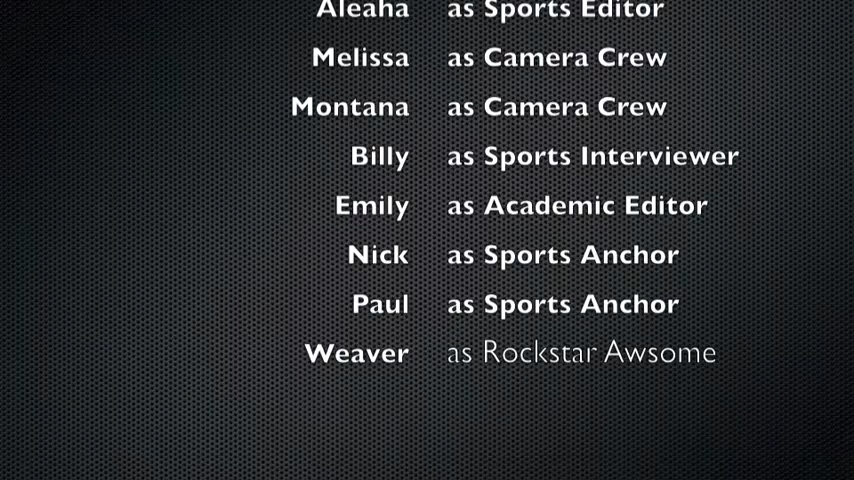 Aleaha as Sports Editor
Melissa as Camera Crew
Montana as Camera Crew
Billy as Sports Interviewer
Emily as Academic Editor
Nick as Sports Anchor
Paul as Sports Anchor
Weaver as Rockstar Awsome